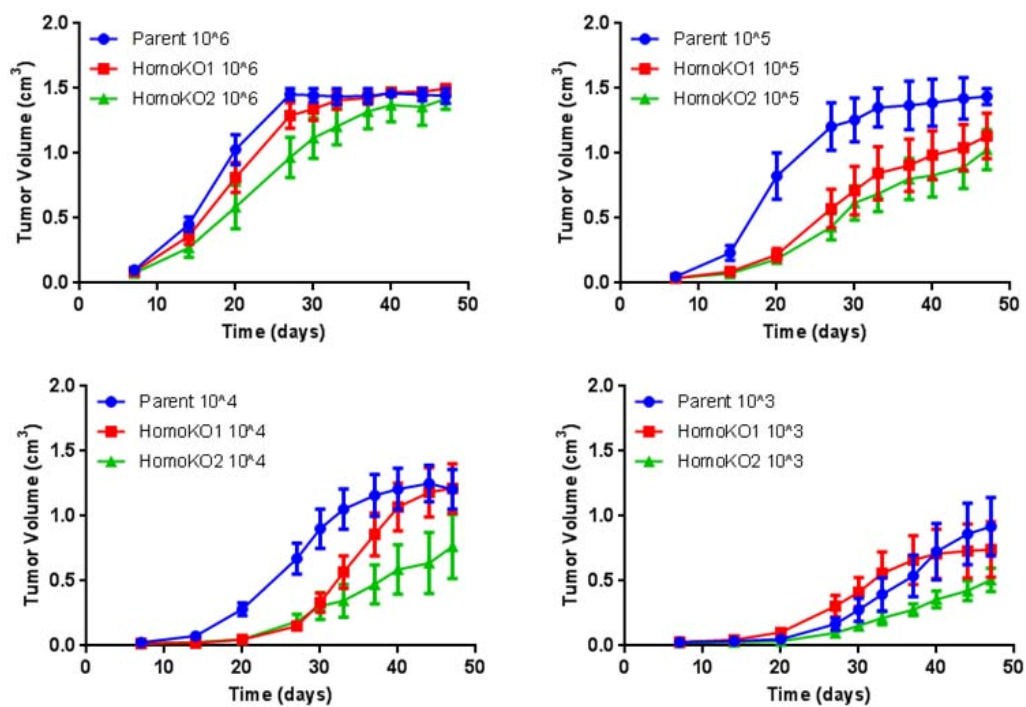 2.0
1.5
1.0
0.5
0.0
Tumor Volume (cm³)
Parent 10^6
HomoKO1 10^6
HomoKO2 10^6
0 10 20 30 40 50
Time (days)
2.0
1.5
1.0
0.5
0.0
Tumor Volume (cm³)
Parent 10^5
HomoKO1 10^5
HomoKO2 10^5
0 10 20 30 40 50
Time (days)
2.0
1.5
1.0
0.5
0.0
Tumor Volume (cm³)
Parent 10^4
HomoKO1 10^4
HomoKO2 10^4
0 10 20 30 40 50
Time (days)
2.0
1.5
1.0
0.5
0.0
Tumor Volume (cm³)
Parent 10^3
HomoKO1 10^3
HomoKO2 10^3
0 10 20 30 40 50
Time (days)